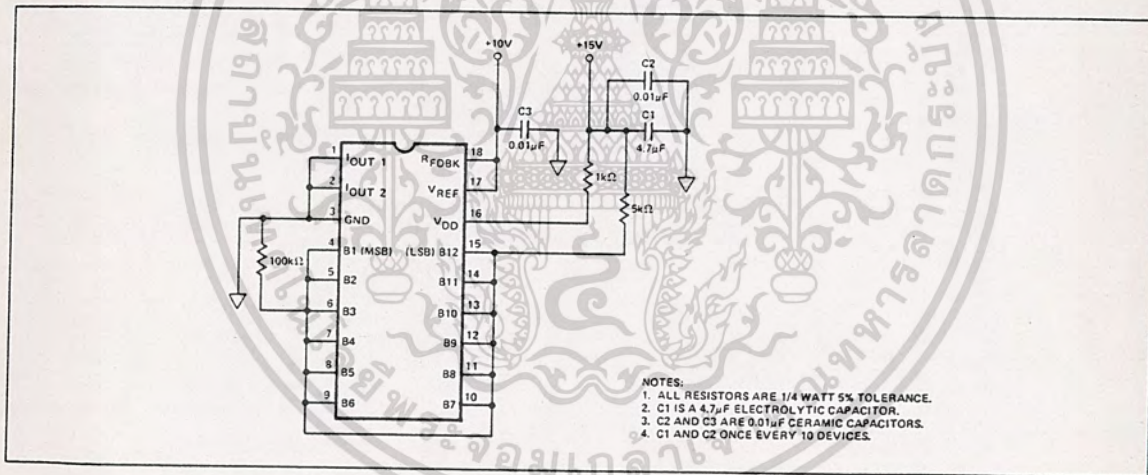 +10V
+15V
C2
0.01µF
C3
0.01µF
C1
4.7µF
1kΩ
5kΩ
100kΩ
1 IOUT 1
2 IOUT 2
3 GND
4 B1 (MSB)
5 B2
6 B3
7 B4
8 B5
9 B6
RFDBK 18
VREF 17
VDD 16
(LSB) B12 15
B11 14
B10 13
B9 12
B8 11
B7 10
NOTES:
1. ALL RESISTORS ARE 1/4 WATT 5% TOLERANCE.
2. C1 IS A 4.7µF ELECTROLYTIC CAPACITOR.
3. C2 AND C3 ARE 0.01µF CERAMIC CAPACITORS.
4. C1 AND C2 ONCE EVERY 10 DEVICES.